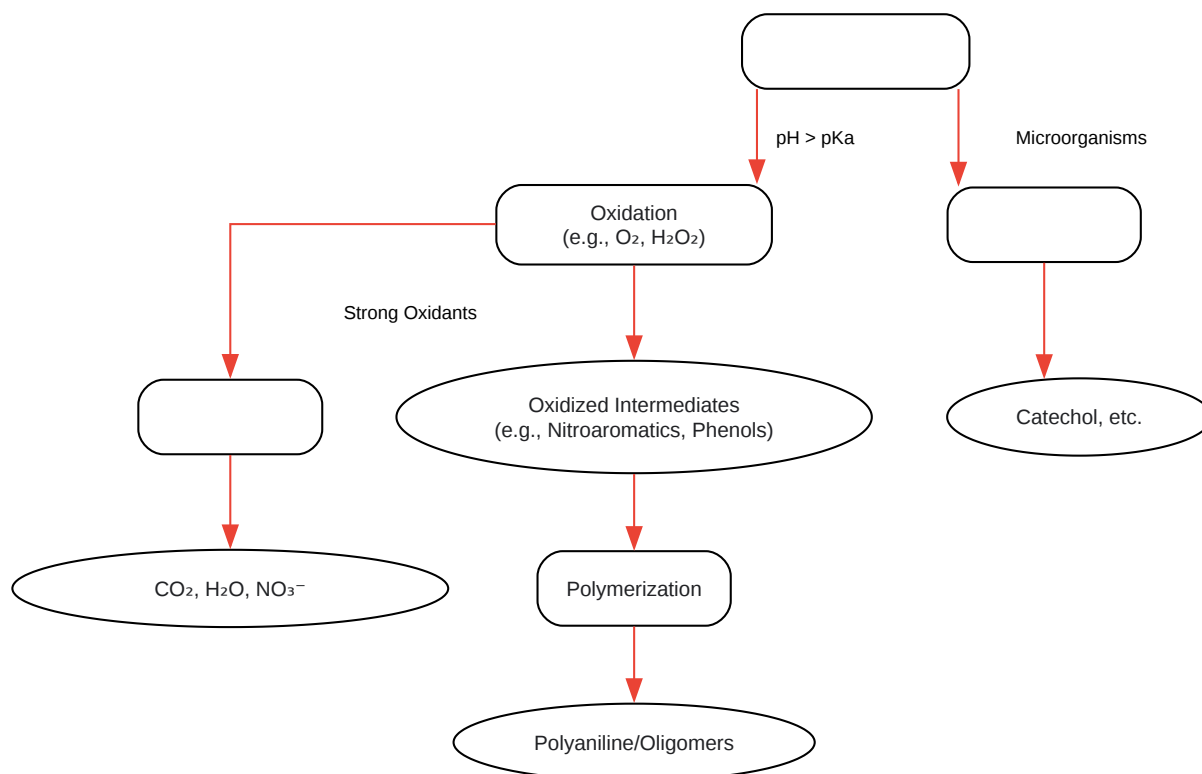 pH > pKa
Microorganisms
Oxidation
(e.g., O₂, H₂O₂)
Strong Oxidants
Oxidized Intermediates
(e.g., Nitroaromatics, Phenols)
Catechol, etc.
CO₂, H₂O, NO₃⁻
Polymerization
Polyaniline/Oligomers